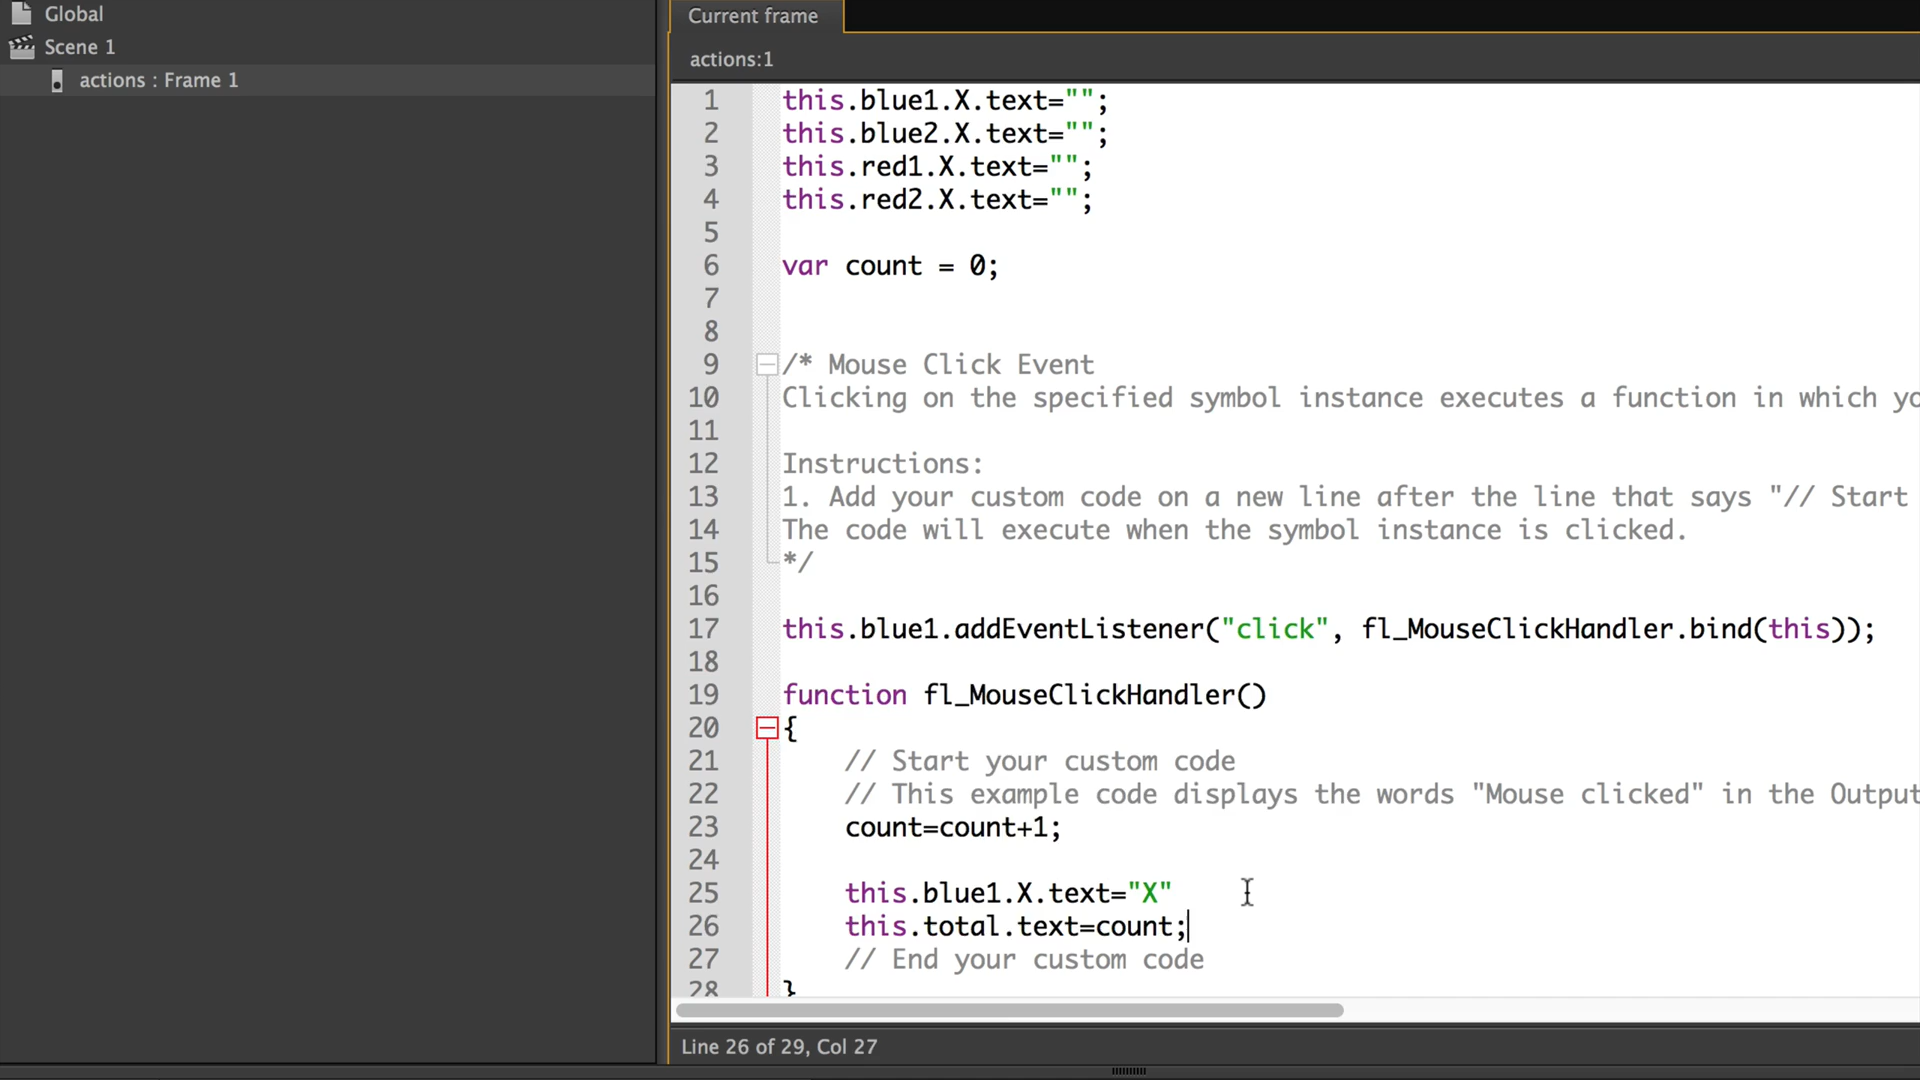 Global
Scene 1
actions : Frame 1
Current frame
actions:1
1 this.blue1.X.text="";
2 this.blue2.X.text="";
3 this.red1.X.text="";
4 this.red2.X.text="";
5
6 var count = 0;
7
8
9 /* Mouse Click Event
10 Clicking on the specified symbol instance executes a function in which yo
11
12 Instructions:
13 1. Add your custom code on a new line after the line that says "// Start
14 The code will execute when the symbol instance is clicked.
15 */
16
17 this.blue1.addEventListener("click", fl_MouseClickHandler.bind(this));
18
19 function fl_MouseClickHandler()
20 {
21 // Start your custom code
22 // This example code displays the words "Mouse clicked" in the Output
23 count=count+1;
24
25 this.blue1.X.text="X"
26 this.total.text=count;
27 // End your custom code
28 }
Line 26 of 29, Col 27